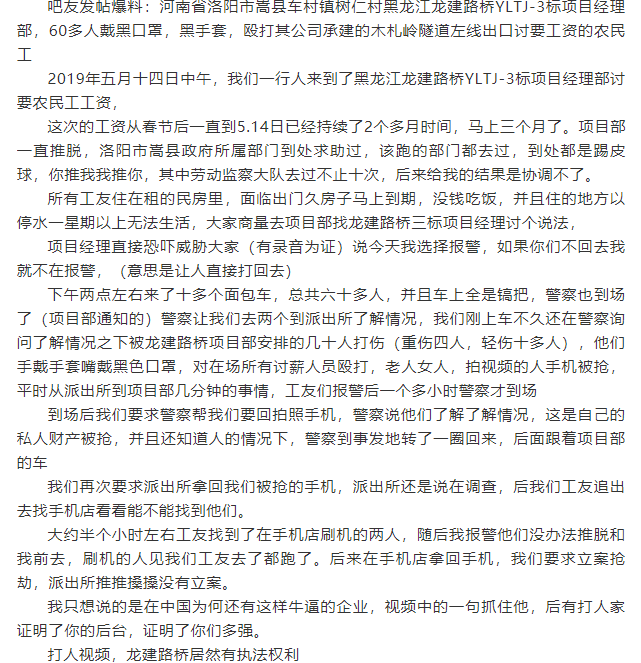 吧友发帖爆料：河南省洛阳市嵩县车村镇树仁村黑龙江龙建路桥YLTJ-3标项目经理
部，60多人戴黑口罩，黑手套，殴打其公司承建的木札岭隧道左线出口讨要工资的农民
工
2019年五月十四日中午，我们一行人来到了黑龙江龙建路桥YLTJ-3标项目经理部讨
要农民工工资，
这次的工资从春节后一直到5.14日已经持续了2个多月时间，马上三个月了。项目部
一直推脱，洛阳市嵩县政府所属部门到处求助过，该跑的部门都去过，到处都是踢皮
球，你推我我推你，其中劳动监察大队去过不止十次，后来给我的结果是协调不了。
所有工友住在租的民房里，面临出门久房子马上到期，没钱吃饭，并且住的地方以
停水一星期以上无法生活，大家商量去项目部找龙建路桥三标项目经理讨个说法，
项目经理直接恐吓威胁大家（有录音为证）说今天我选择报警，如果你们不回去我
就不在报警，（意思是让人直接打回去）
下午两点左右来了十多个面包车，总共六十多人，并且车上全是镐把，警察也到场
了（项目部通知的）警察让我们去两个到派出所了解情况，我们刚上车不久还在警察询
问了解情况之下被龙建路桥项目部安排的几十人打伤（重伤四人，轻伤十多人），他们
手戴手套嘴戴黑色口罩，对在场所有讨薪人员殴打，老人女人，拍视频的人手机被抢，
平时从派出所到项目部几分钟的事情，工友们报警后一个多小时警察才到场
到场后我们要求警察帮我们要回拍照手机，警察说他们了解了解情况，这是自己的
私人财产被抢，并且还知道人的情况下，警察到事发地转了一圈回来，后面跟着项目部
的车
我们再次要求派出所拿回我们被抢的手机，派出所还是说在调查，后我们工友追出
去找手机店看看能不能找到他们。
大约半个小时左右工友找到了在手机店刷机的两人，随后我报警他们没办法推脱和
我前去，刷机的人见我们工友去了都跑了。后来在手机店拿回手机，我们要求立案抢
劫，派出所推推搡搡没有立案。
我只想说的是在中国为何还有这样牛逼的企业，视频中的一句抓住他，后有打人家
证明了你的后台，证明了你们多强。
打人视频，龙建路桥居然有执法权利